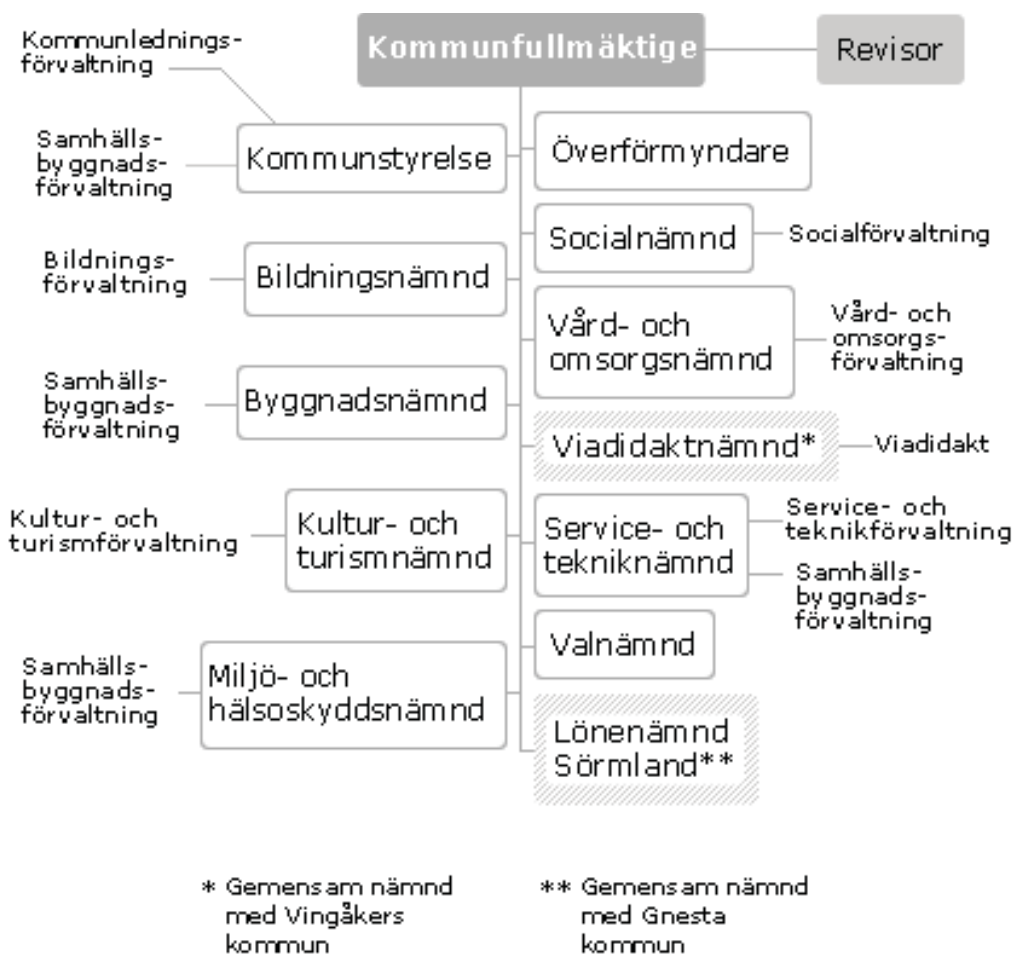 Kommunfullmäktige
Revisor
Kommunlednings-
förvaltning
Samhälls-
byggnads-
förvaltning
Kommunstyrelse
Överförmyndare
Socialnämnd
Socialförvaltning
Bildnings-
förvaltning
Bildningsnämnd
Vård- och
omsorgsnämnd
Vård- och
omsorgs-
förvaltning
Samhälls-
byggnads-
förvaltning
Byggnadsnämnd
Viadidaktnämnd*
Viadidakt
Kultur- och
turismförvaltning
Kultur- och
turismnämnd
Service- och
tekniknämnd
Service- och
teknikförvaltning
Samhälls-
byggnads-
förvaltning
Valnämnd
Samhälls-
byggnads-
förvaltning
Miljö- och
hälsoskyddsnämnd
Lönenämnd
Sörmland**
* Gemensam nämnd
med Vingåkers
kommun
** Gemensam nämnd
med Gnesta
kommun